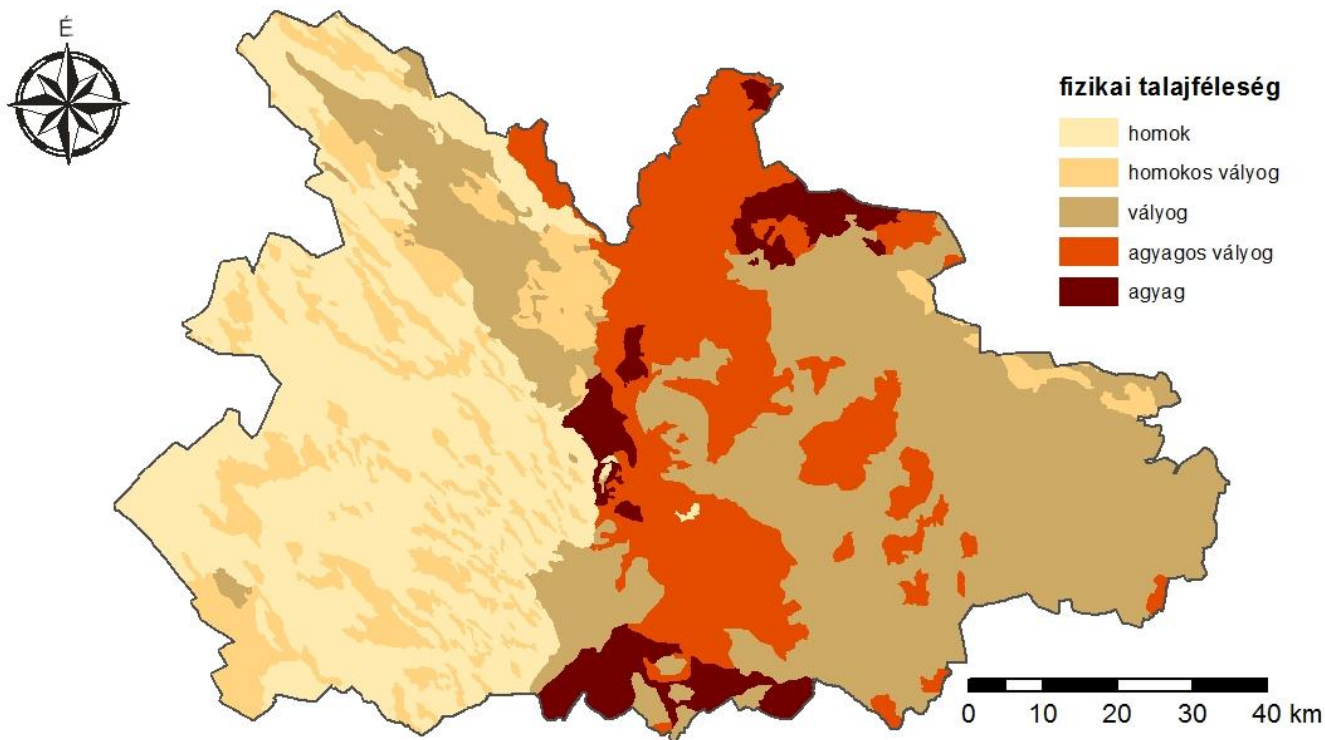 É
fizikai talajféleség
homok
homokos vályog
vályog
agyagos vályog
agyag
0 10 20 30 40 km